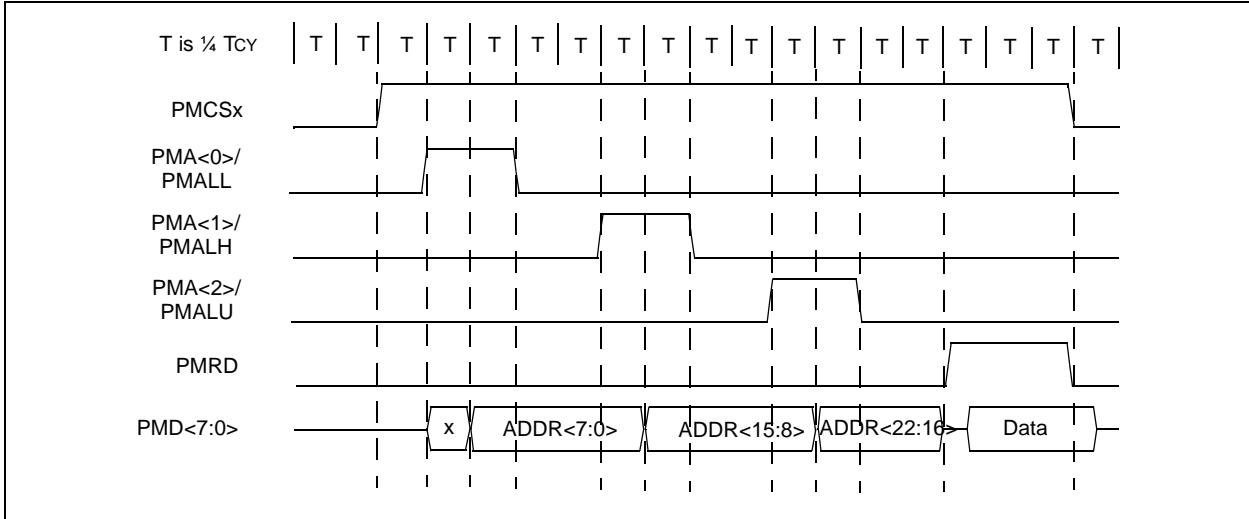 T is ¼ TCY T T T T T T T T T T T T T T T T T T T
PMCSx
PMA<0>/
PMALL
PMA<1>/
PMALH
PMA<2>/
PMALU
PMRD
PMD<7:0> x ADDR<7:0> ADDR<15:8> ADDR<22:16> Data